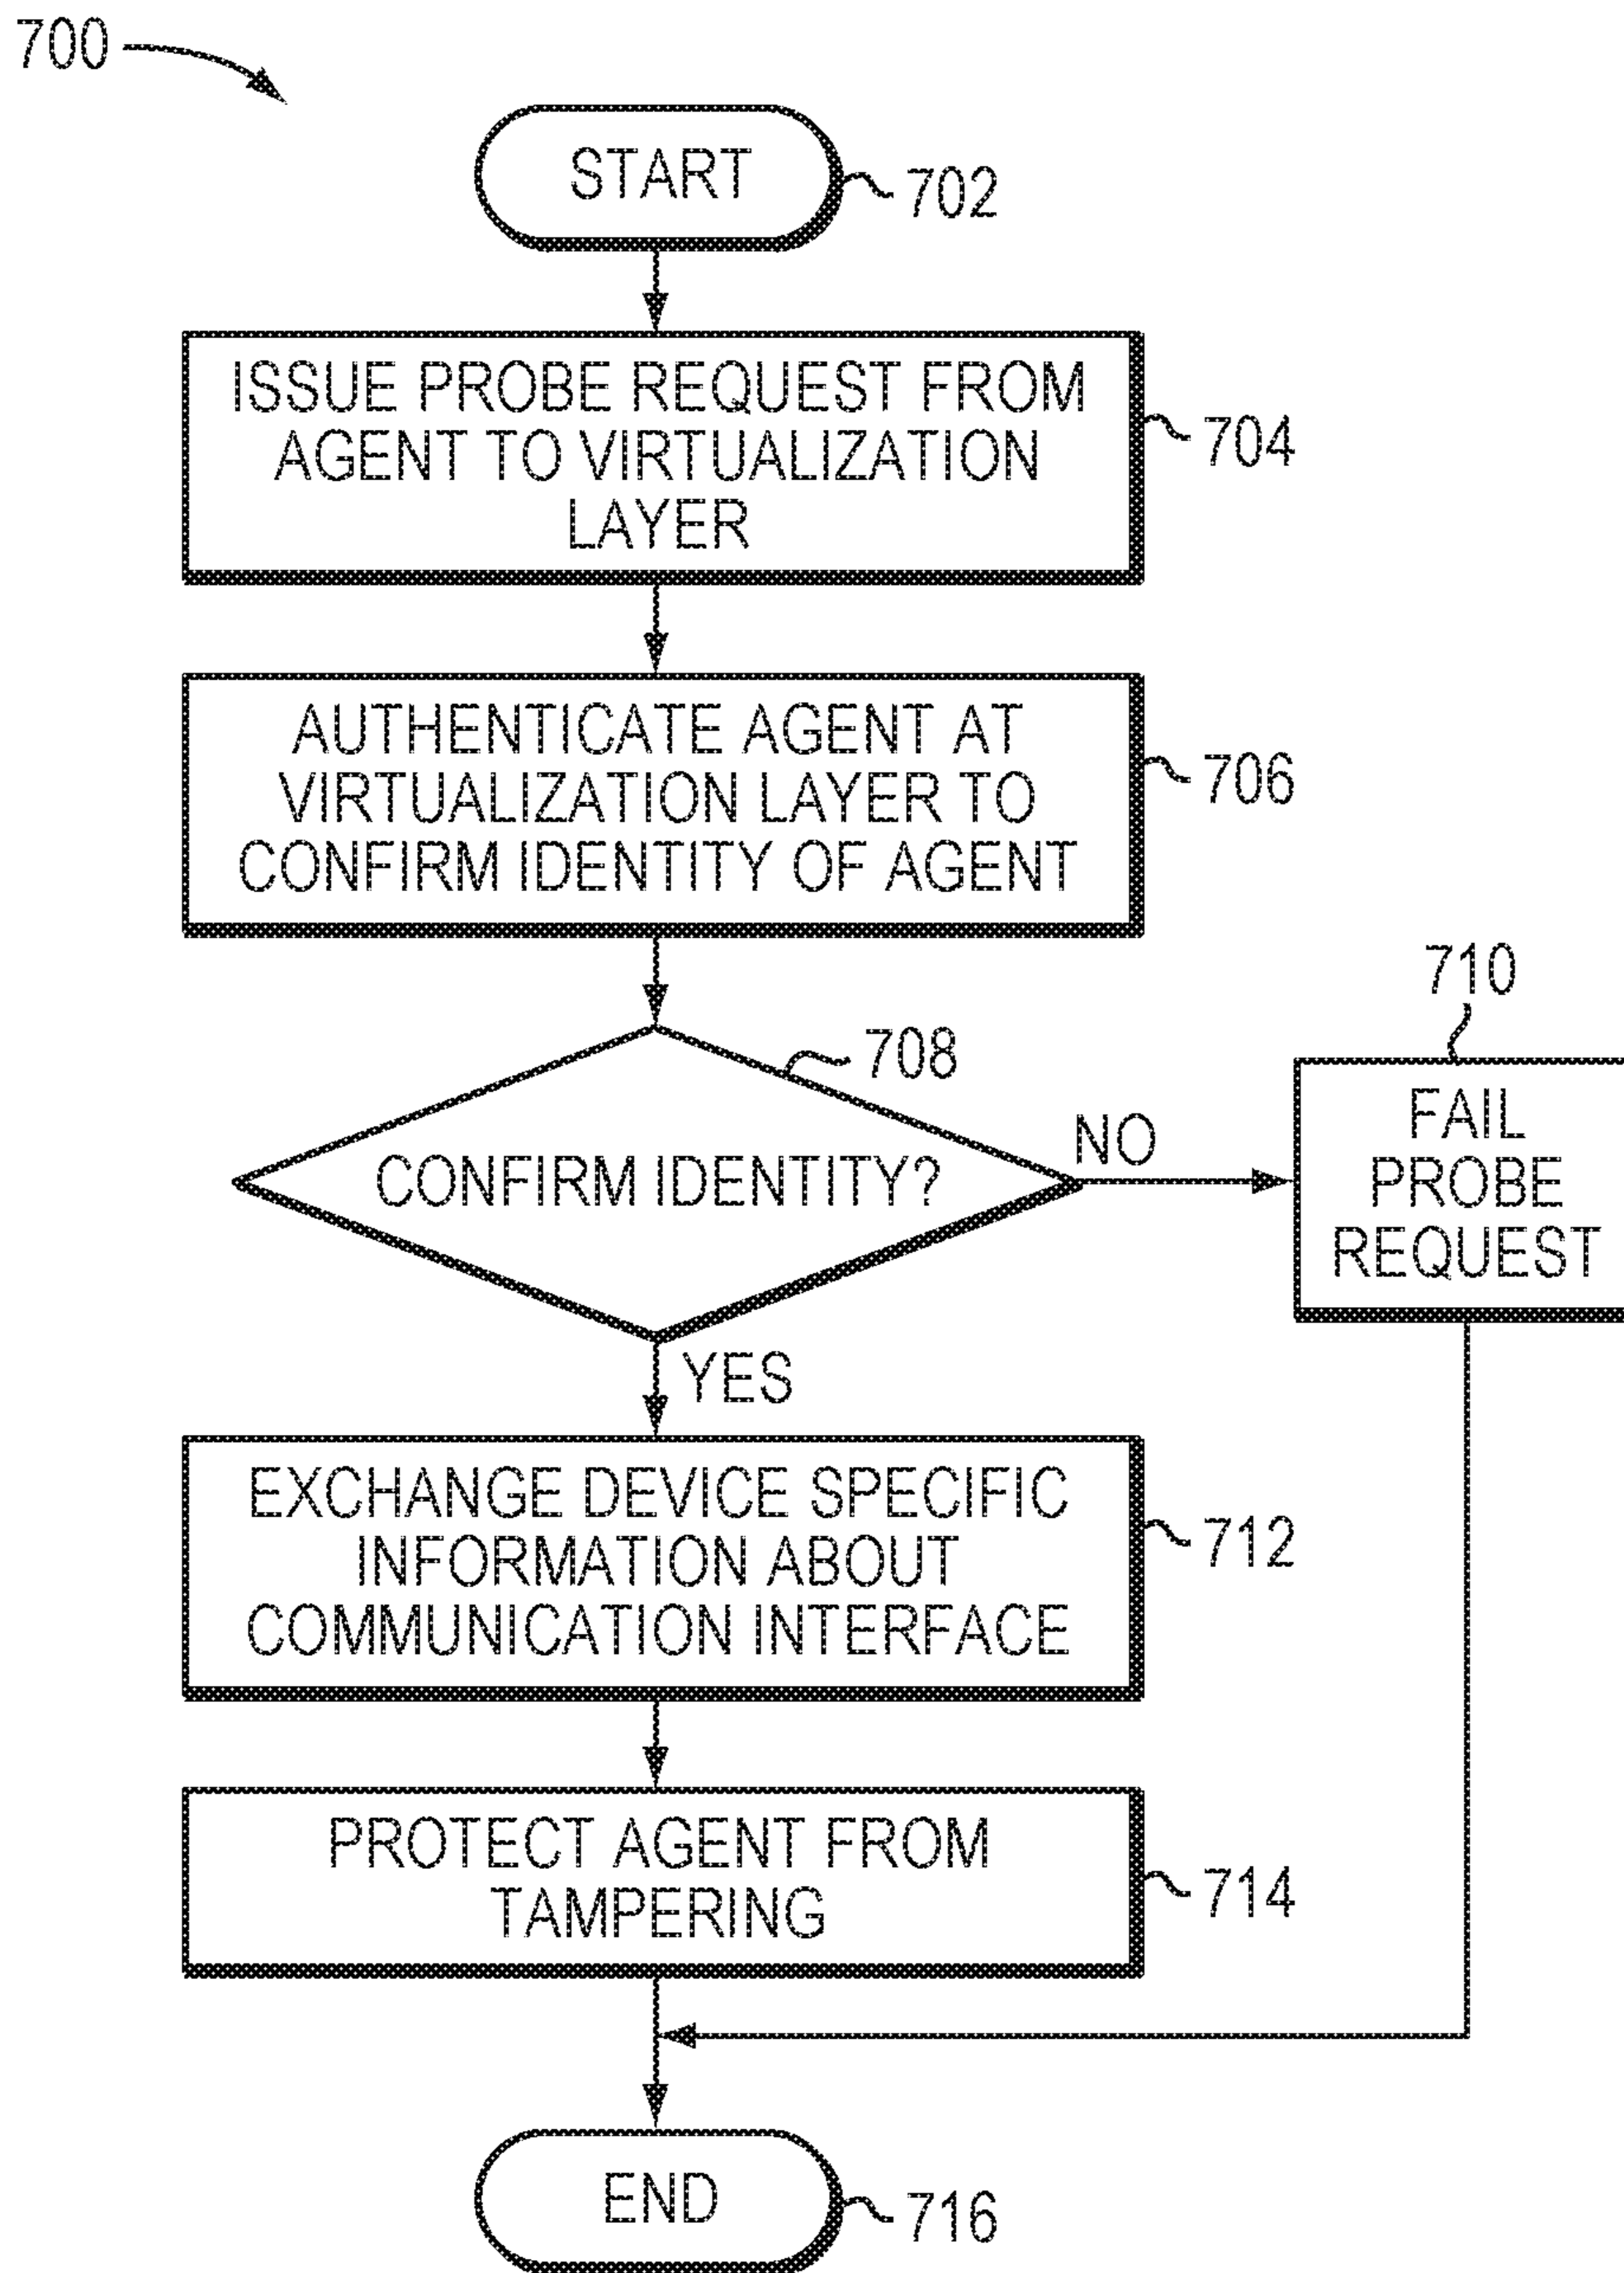 700
START
702
ISSUE PROBE REQUEST FROM
AGENT TO VIRTUALIZATION
LAYER
704
AUTHENTICATE AGENT AT
VIRTUALIZATION LAYER TO
CONFIRM IDENTITY OF AGENT
706
708
CONFIRM IDENTITY?
NO
710
FAIL
PROBE
REQUEST
YES
EXCHANGE DEVICE SPECIFIC
INFORMATION ABOUT
COMMUNICATION INTERFACE
712
PROTECT AGENT FROM
TAMPERING
714
END
716